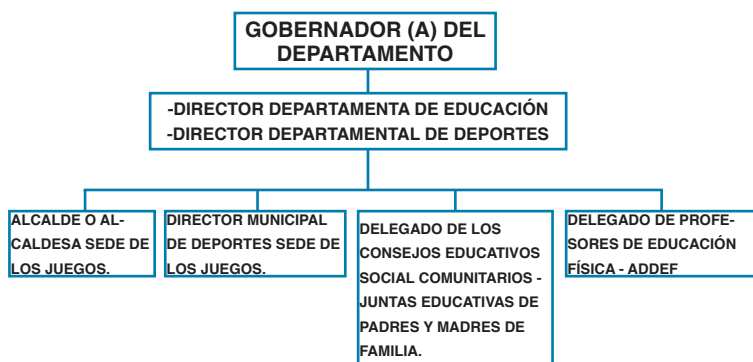 GOBERNADOR (A) DEL
DEPARTAMENTO
-DIRECTOR DEPARTAMENTA DE EDUCACIÓN
-DIRECTOR DEPARTAMENTAL DE DEPORTES
ALCALDE O AL-
CALDESA SEDE DE
LOS JUEGOS.
DIRECTOR MUNICIPAL
DE DEPORTES SEDE DE
LOS JUEGOS.
DELEGADO DE LOS
CONSEJOS EDUCATIVOS
SOCIAL COMUNITARIOS -
JUNTAS EDUCATIVAS DE
PADRES Y MADRES DE
FAMILIA.
DELEGADO DE PROFE-
SORES DE EDUCACIÓN
FÍSICA - ADDEF